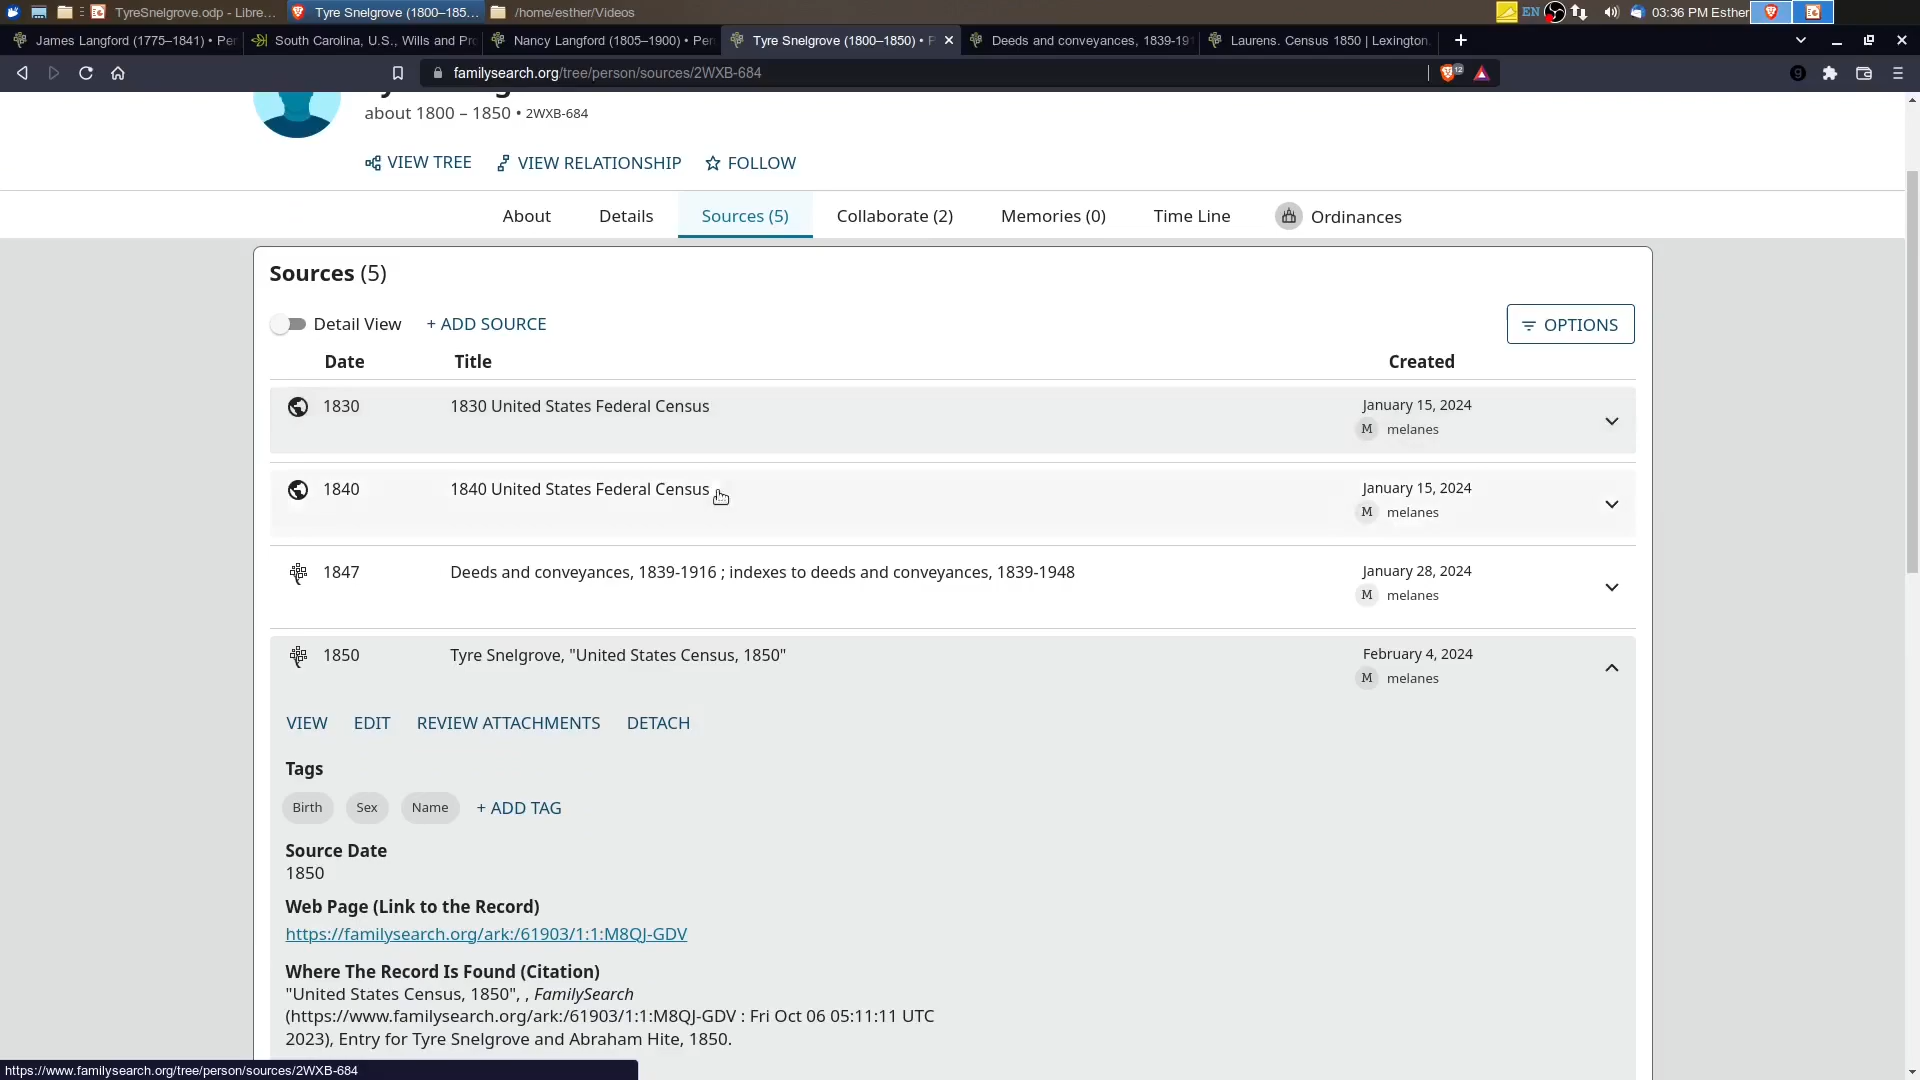 TyreSnelgrove.odp - Libre...
Tyre Snelgrove (1800–185...
/home/esther/Videos
EN
03:36 PM Esther
James Langford (1775–1841) • Per
South Carolina, U.S., Wills and Pro
Nancy Langford (1805–1900) • Per
Tyre Snelgrove (1800–1850) • P
Deeds and conveyances, 1839-191
Laurens. Census 1850 | Lexington,
familysearch.org/tree/person/sources/2WXB-684
12
about 1800 – 1850 • 2WXB-684
VIEW TREE
VIEW RELATIONSHIP
FOLLOW
About
Details
Sources (5)
Collaborate (2)
Memories (0)
Time Line
Ordinances
Sources (5)
Detail View
+ ADD SOURCE
OPTIONS
Date
Title
Created
1830
1830 United States Federal Census
January 15, 2024
M melanes
1840
1840 United States Federal Census
January 15, 2024
M melanes
1847
Deeds and conveyances, 1839-1916 ; indexes to deeds and conveyances, 1839-1948
January 28, 2024
M melanes
1850
Tyre Snelgrove, "United States Census, 1850"
February 4, 2024
M melanes
VIEW
EDIT
REVIEW ATTACHMENTS
DETACH
Tags
Birth
Sex
Name
+ ADD TAG
Source Date
1850
Web Page (Link to the Record)
https://familysearch.org/ark:/61903/1:1:M8QJ-GDV
Where The Record Is Found (Citation)
"United States Census, 1850", , FamilySearch
(https://www.familysearch.org/ark:/61903/1:1:M8QJ-GDV : Fri Oct 06 05:11:11 UTC
2023), Entry for Tyre Snelgrove and Abraham Hite, 1850.
https://www.familysearch.org/tree/person/sources/2WXB-684